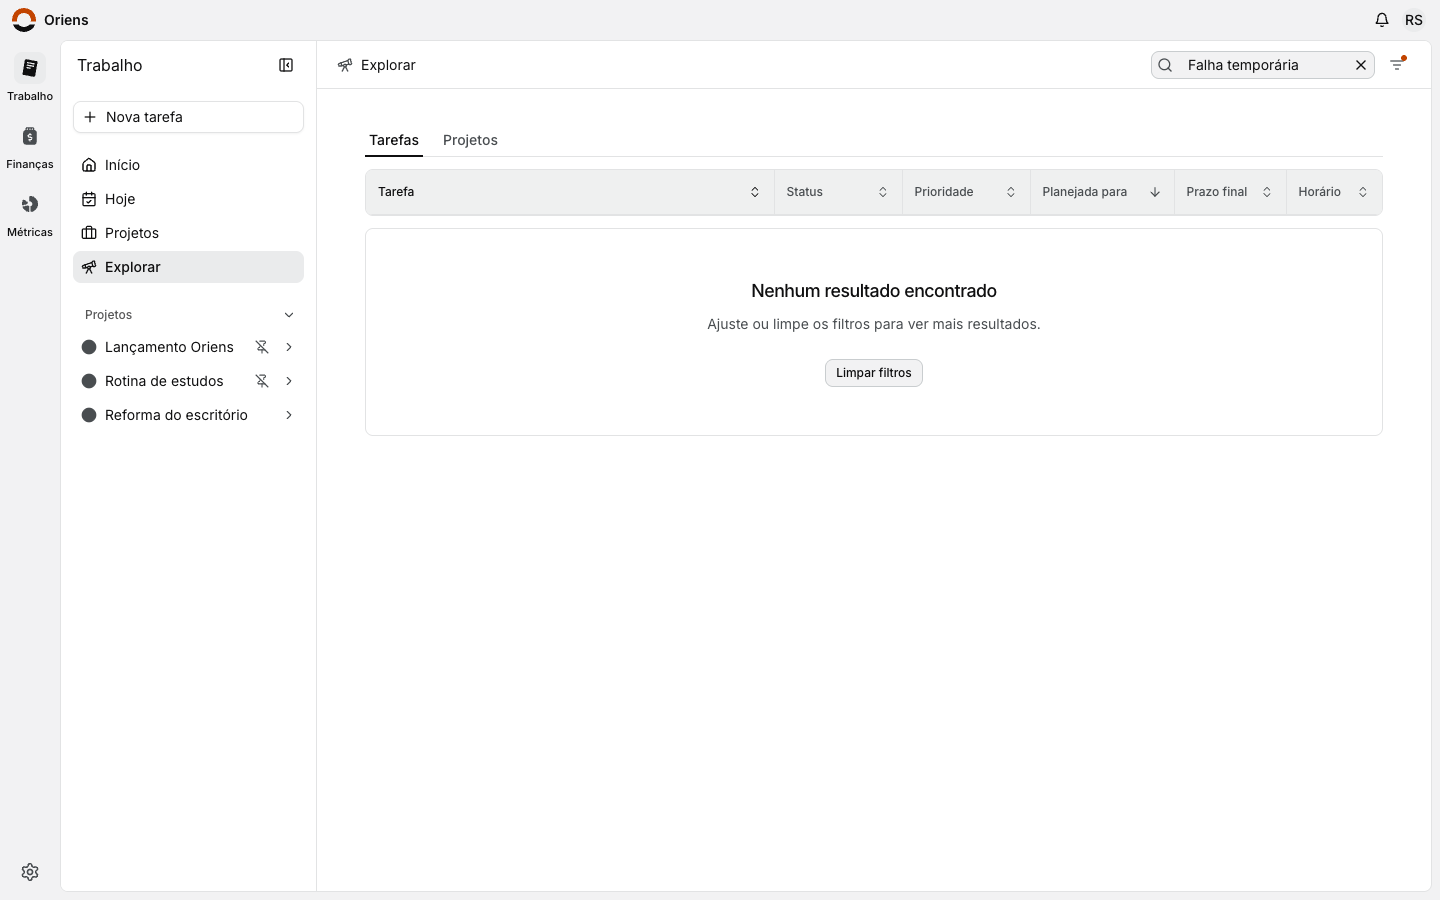 Oriens
RS
Trabalho
Finanças
Métricas
Trabalho
Nova tarefa
Início
Hoje
Projetos
Explorar
Projetos
Lançamento Oriens
Rotina de estudos
Reforma do escritório
Explorar
Falha temporária
Tarefas Projetos
Tarefa Status Prioridade Planejada para Prazo final Horário
Nenhum resultado encontrado
Ajuste ou limpe os filtros para ver mais resultados.
Limpar filtros